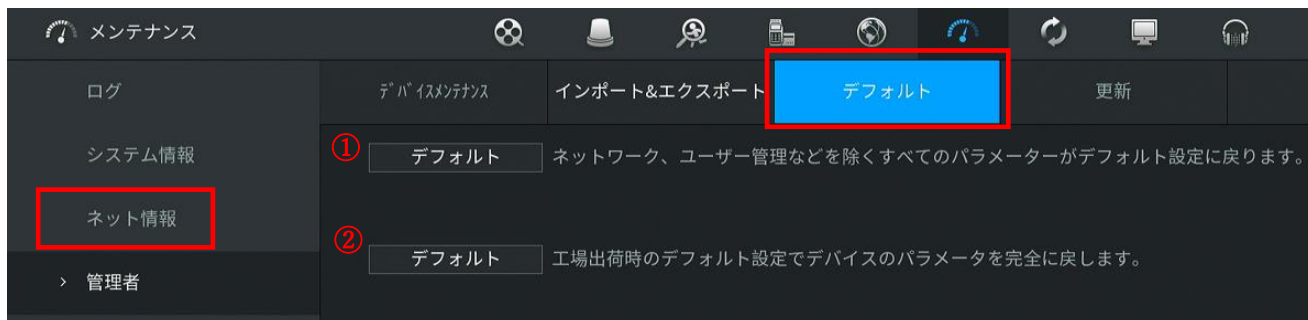 メンテナンス
ログ
システム情報
ネット情報
> 管理者
ﾃﾞﾊﾞｲｽﾒﾝﾃﾅﾝｽ
インポート&エクスポート
デフォルト
更新
① デフォルト ネットワーク、ユーザー管理などを除くすべてのパラメーターがデフォルト設定に戻ります。
② デフォルト 工場出荷時のデフォルト設定でデバイスのパラメータを完全に戻します。